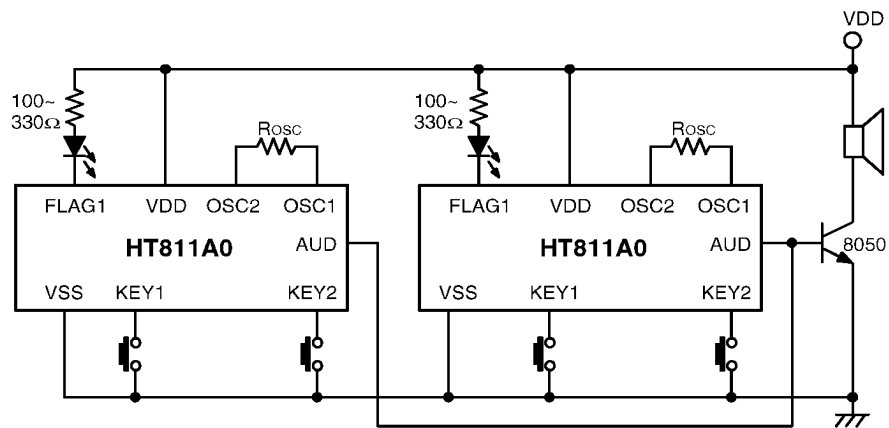 VDD
100~
330Ω
ROSC
100~
330Ω
ROSC
FLAG1 VDD OSC2 OSC1
FLAG1 VDD OSC2 OSC1
HT811A0 AUD
HT811A0 AUD
8050
VSS KEY1 KEY2
VSS KEY1 KEY2